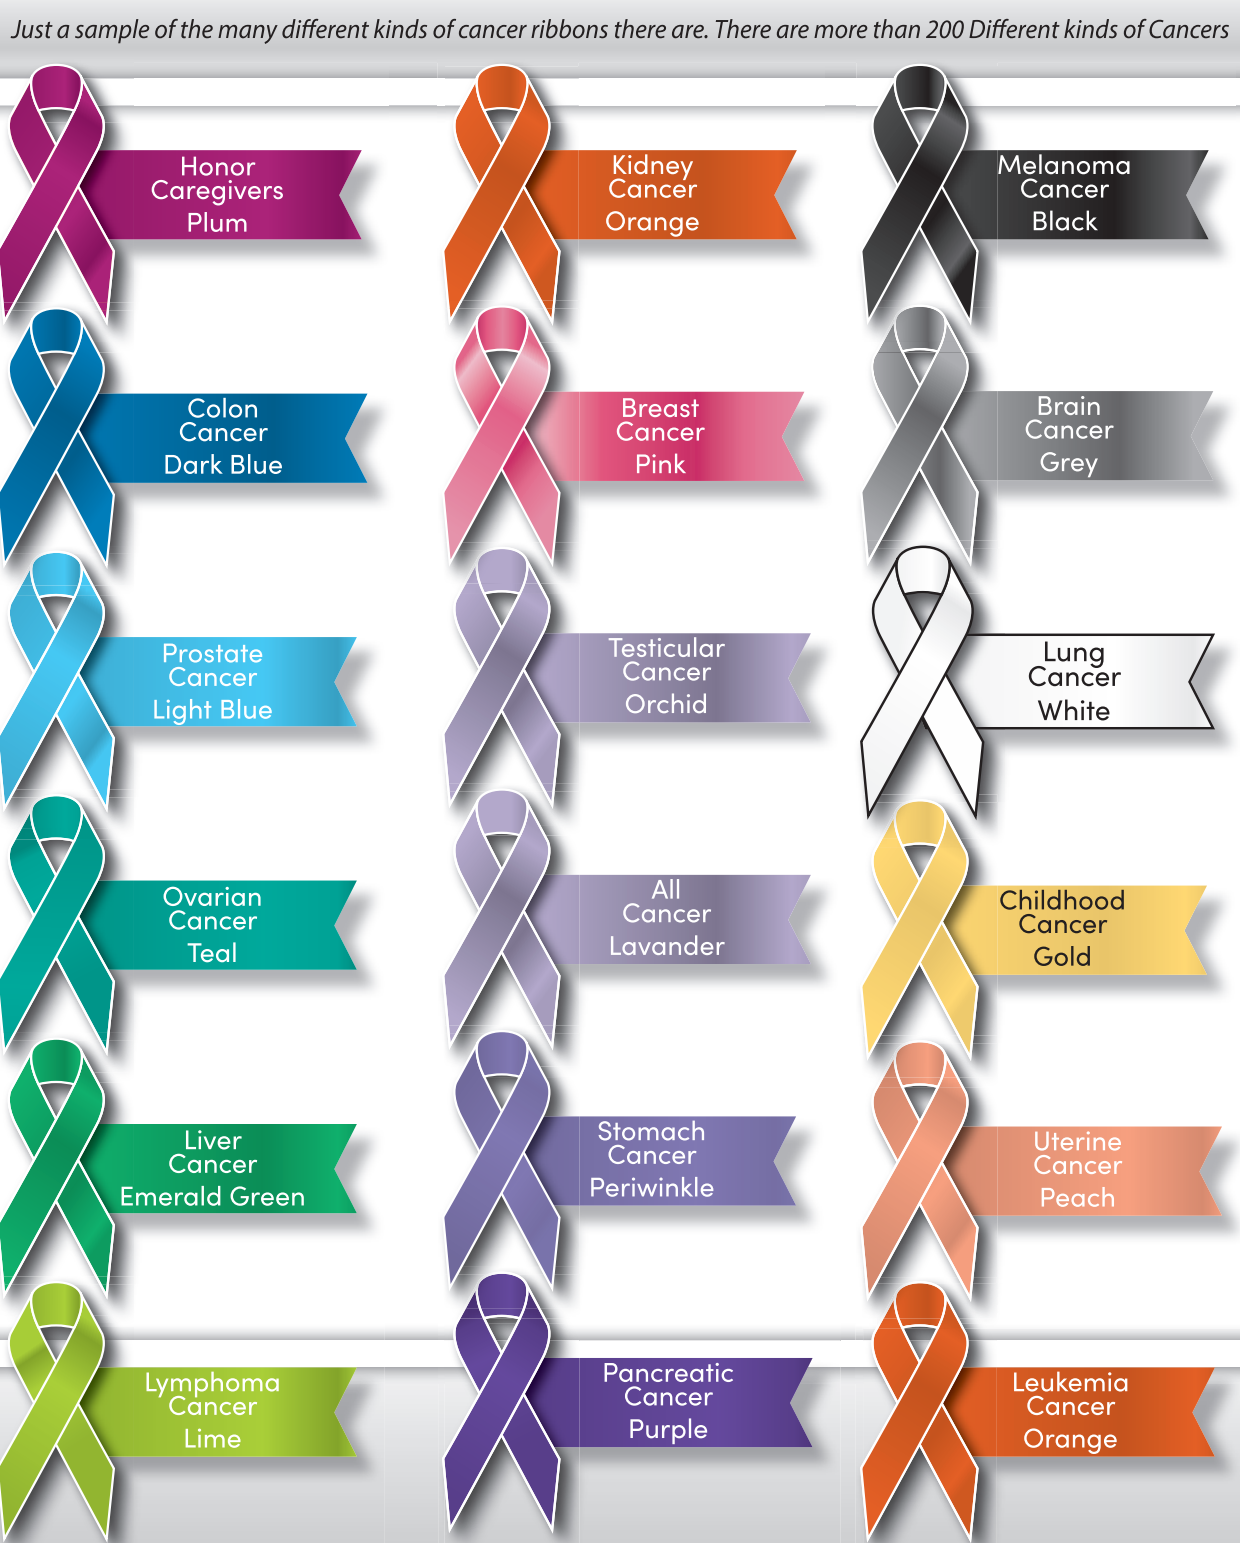 Just a sample of the many different kinds of cancer ribbons there are. There are more than 200 Different kinds of Cancers
Honor
Caregivers
Plum
Kidney
Cancer
Orange
Melanoma
Cancer
Black
Colon
Cancer
Dark Blue
Breast
Cancer
Pink
Brain
Cancer
Grey
Prostate
Cancer
Light Blue
Testicular
Cancer
Orchid
Lung
Cancer
White
Ovarian
Cancer
Teal
All
Cancer
Lavander
Childhood
Cancer
Gold
Liver
Cancer
Emerald Green
Stomach
Cancer
Periwinkle
Uterine
Cancer
Peach
Lymphoma
Cancer
Lime
Pancreatic
Cancer
Purple
Leukemia
Cancer
Orange